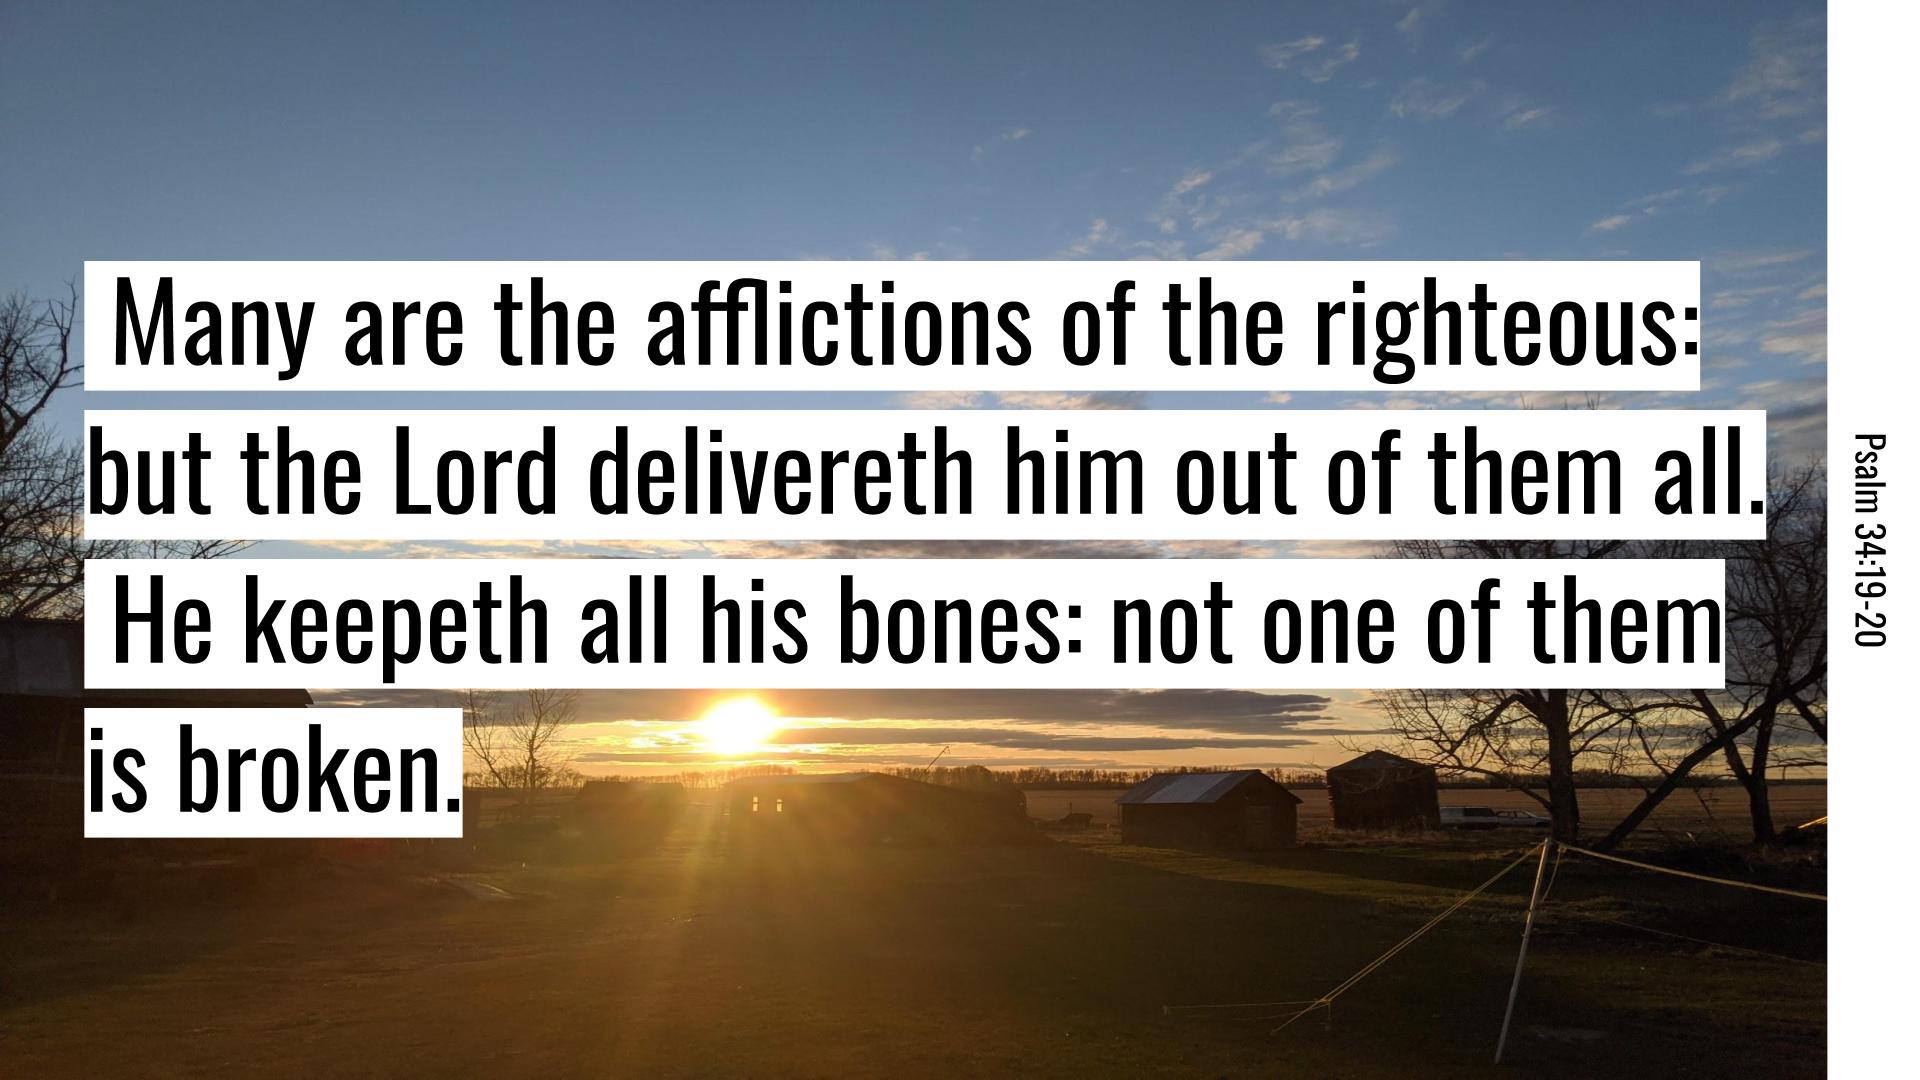 Many are the afflictions of the righteous:
but the Lord delivereth him out of them all.
He keepeth all his bones: not one of them
is broken.
Psalm 34:19-20